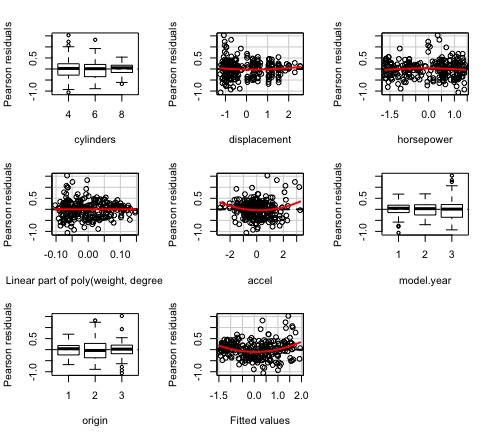 Pearson residuals
-1.0 0.5
4 6 8
cylinders
Pearson residuals
-1.0 0.5
-1 0 1 2
displacement
Pearson residuals
-1.0 0.5
-1.5 0.0 1.0
horsepower
Pearson residuals
-1.0 0.5
-0.10 0.00 0.10
Linear part of poly(weight, degree
Pearson residuals
-1.0 0.5
-2 0 2
accel
Pearson residuals
-1.0 0.5
1 2 3
model.year
Pearson residuals
-1.0 0.5
1 2 3
origin
Pearson residuals
-1.0 0.5
-1.5 0.0 1.0 2.0
Fitted values